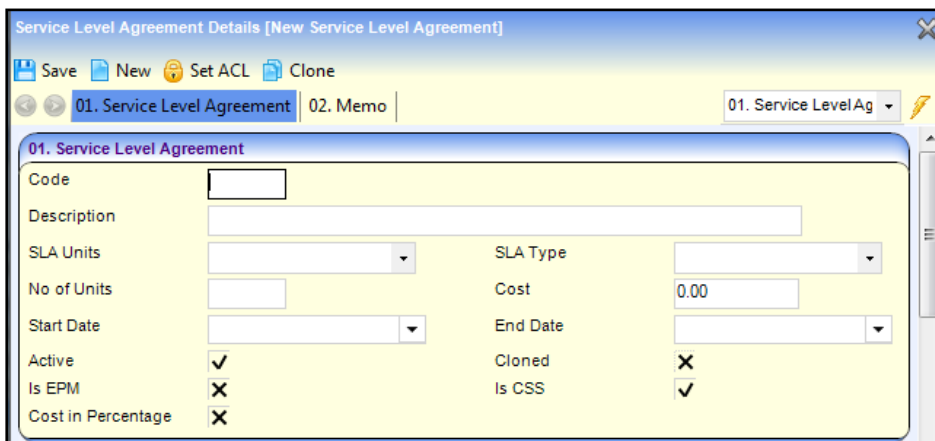 Service Level Agreement Details [New Service Level Agreement]
Save New Set ACL Clone
01. Service Level Agreement 02. Memo 01. Service Level Ag
01. Service Level Agreement
Code
Description
SLA Units SLA Type
No of Units Cost 0.00
Start Date End Date
Active Cloned
Is EPM Is CSS
Cost in Percentage